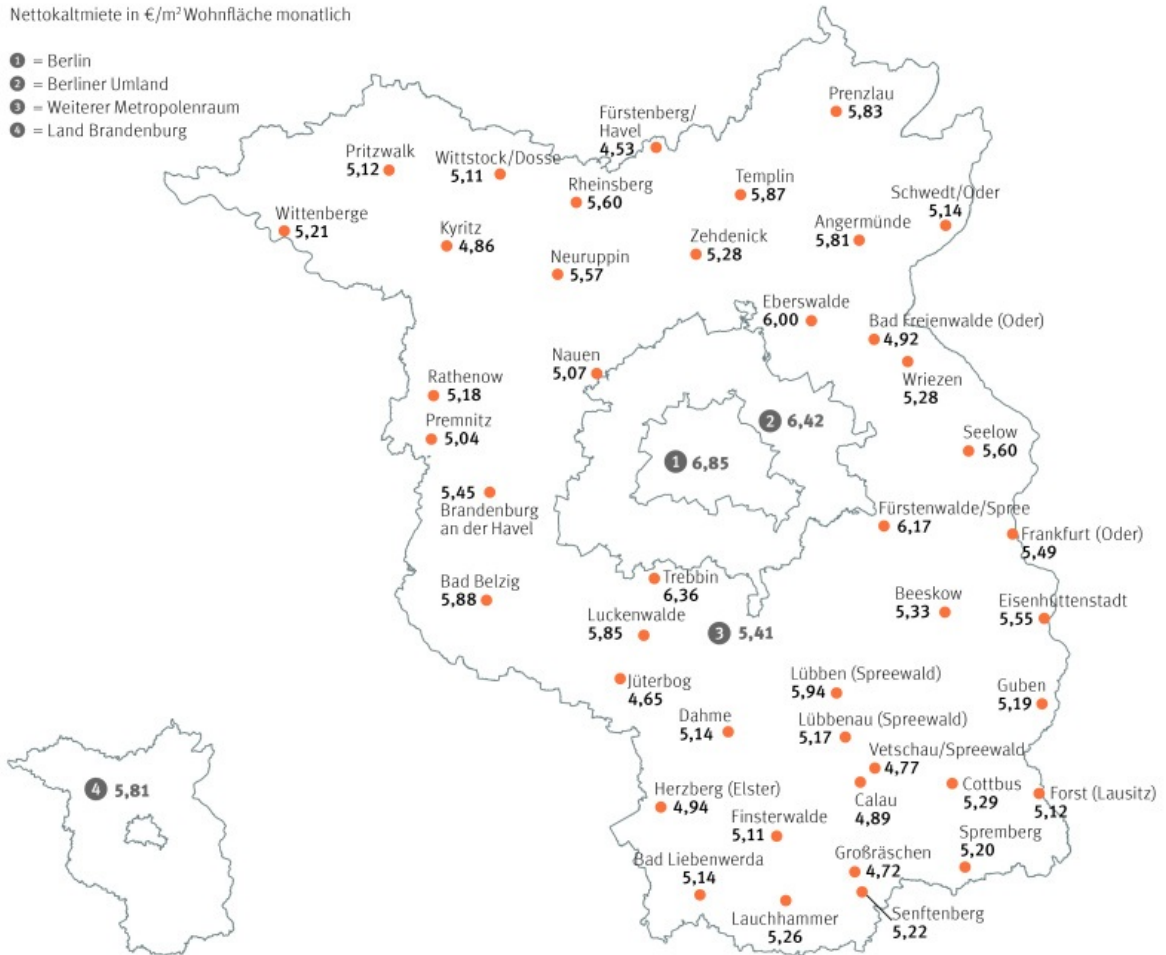 Nettokaltmiete in €/m² Wohnfläche monatlich
1 = Berlin
2 = Berliner Umland
3 = Weiterer Metropolenraum
4 = Land Brandenburg
Prenzlau
5,83
Fürstenberg/
Havel
4,53
Pritzwalk
5,12
Wittstock/Dosse
5,11
Rheinsberg
5,60
Templin
5,87
Schwedt/Oder
5,14
Wittenberge
5,21
Kyritz
4,86
Neuruppin
5,57
Zehdenick
5,28
Angermünde
5,81
Eberswalde
6,00
Bad Freienwalde (Oder)
4,92
Wriezen
5,28
Nauen
5,07
Rathenow
5,18
Premnitz
5,04
2 6,42
1 6,85
Seelow
5,60
5,45
Brandenburg
an der Havel
Fürstenwalde/Spree
6,17
Frankfurt (Oder)
5,49
Trebbin
6,36
Bad Belzig
5,88
Luckenwalde
5,85
3 5,41
Beeskow
5,33
Eisenhüttenstadt
5,55
Jüterbog
4,65
Lübben (Spreewald)
5,94
Guben
5,19
Dahme
5,14
Lübbenau (Spreewald)
5,17
Vetschau/Spreewald
4,77
4 5,81
Herzberg (Elster)
4,94
Calau
4,89
Cottbus
5,29
Forst (Lausitz)
5,12
Finsterwalde
5,11
Spremberg
5,20
Bad Liebenwerda
5,14
Großräschen
4,72
Lauchhammer
5,26
Senftenberg
5,22